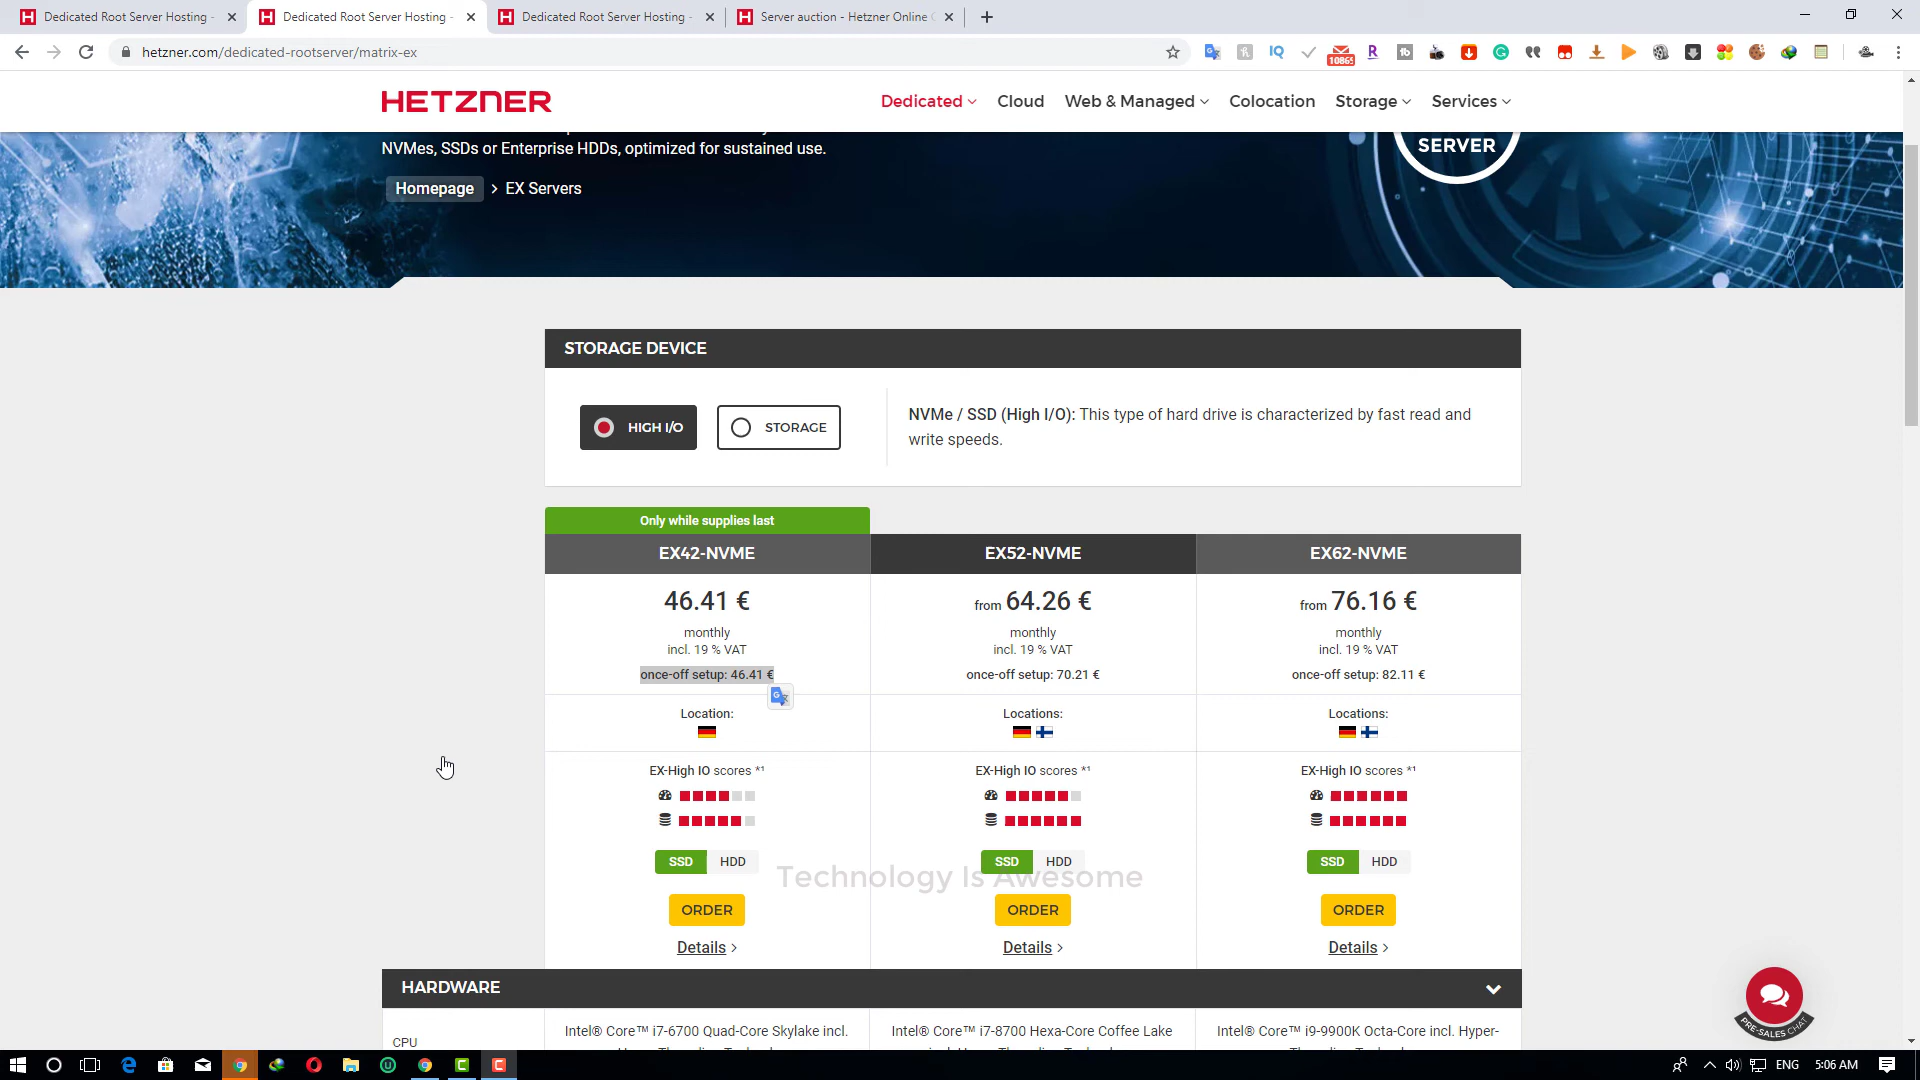 Dedicated Root Server Hosting -
Dedicated Root Server Hosting -
Dedicated Root Server Hosting -
Server auction - Hetzner Online
hetzner.com/dedicated-rootserver/matrix-ex
10865
HETZNER
Dedicated
Cloud
Web & Managed
Colocation
Storage
Services
NVMes, SSDs or Enterprise HDDs, optimized for sustained use.
SERVER
Homepage > EX Servers
STORAGE DEVICE
HIGH I/O
STORAGE
NVMe / SSD (High I/O): This type of hard drive is characterized by fast read and
write speeds.
Only while supplies last
EX42-NVME
EX52-NVME
EX62-NVME
46.41 €
from 64.26 €
from 76.16 €
monthly
monthly
monthly
incl. 19 % VAT
incl. 19 % VAT
incl. 19 % VAT
once-off setup: 46.41 €
once-off setup: 70.21 €
once-off setup: 82.11 €
Location:
Locations:
Locations:
EX-High IO scores *¹
EX-High IO scores *¹
EX-High IO scores *¹
SSD HDD
SSD HDD
SSD HDD
Technology Is Awesome
ORDER
ORDER
ORDER
Details >
Details >
Details >
HARDWARE
PRE-SALES CHAT
CPU
Intel® Core™ i7-6700 Quad-Core Skylake incl.
Intel® Core™ i7-8700 Hexa-Core Coffee Lake
Intel® Core™ i9-9900K Octa-Core incl. Hyper-
ENG
5:06 AM